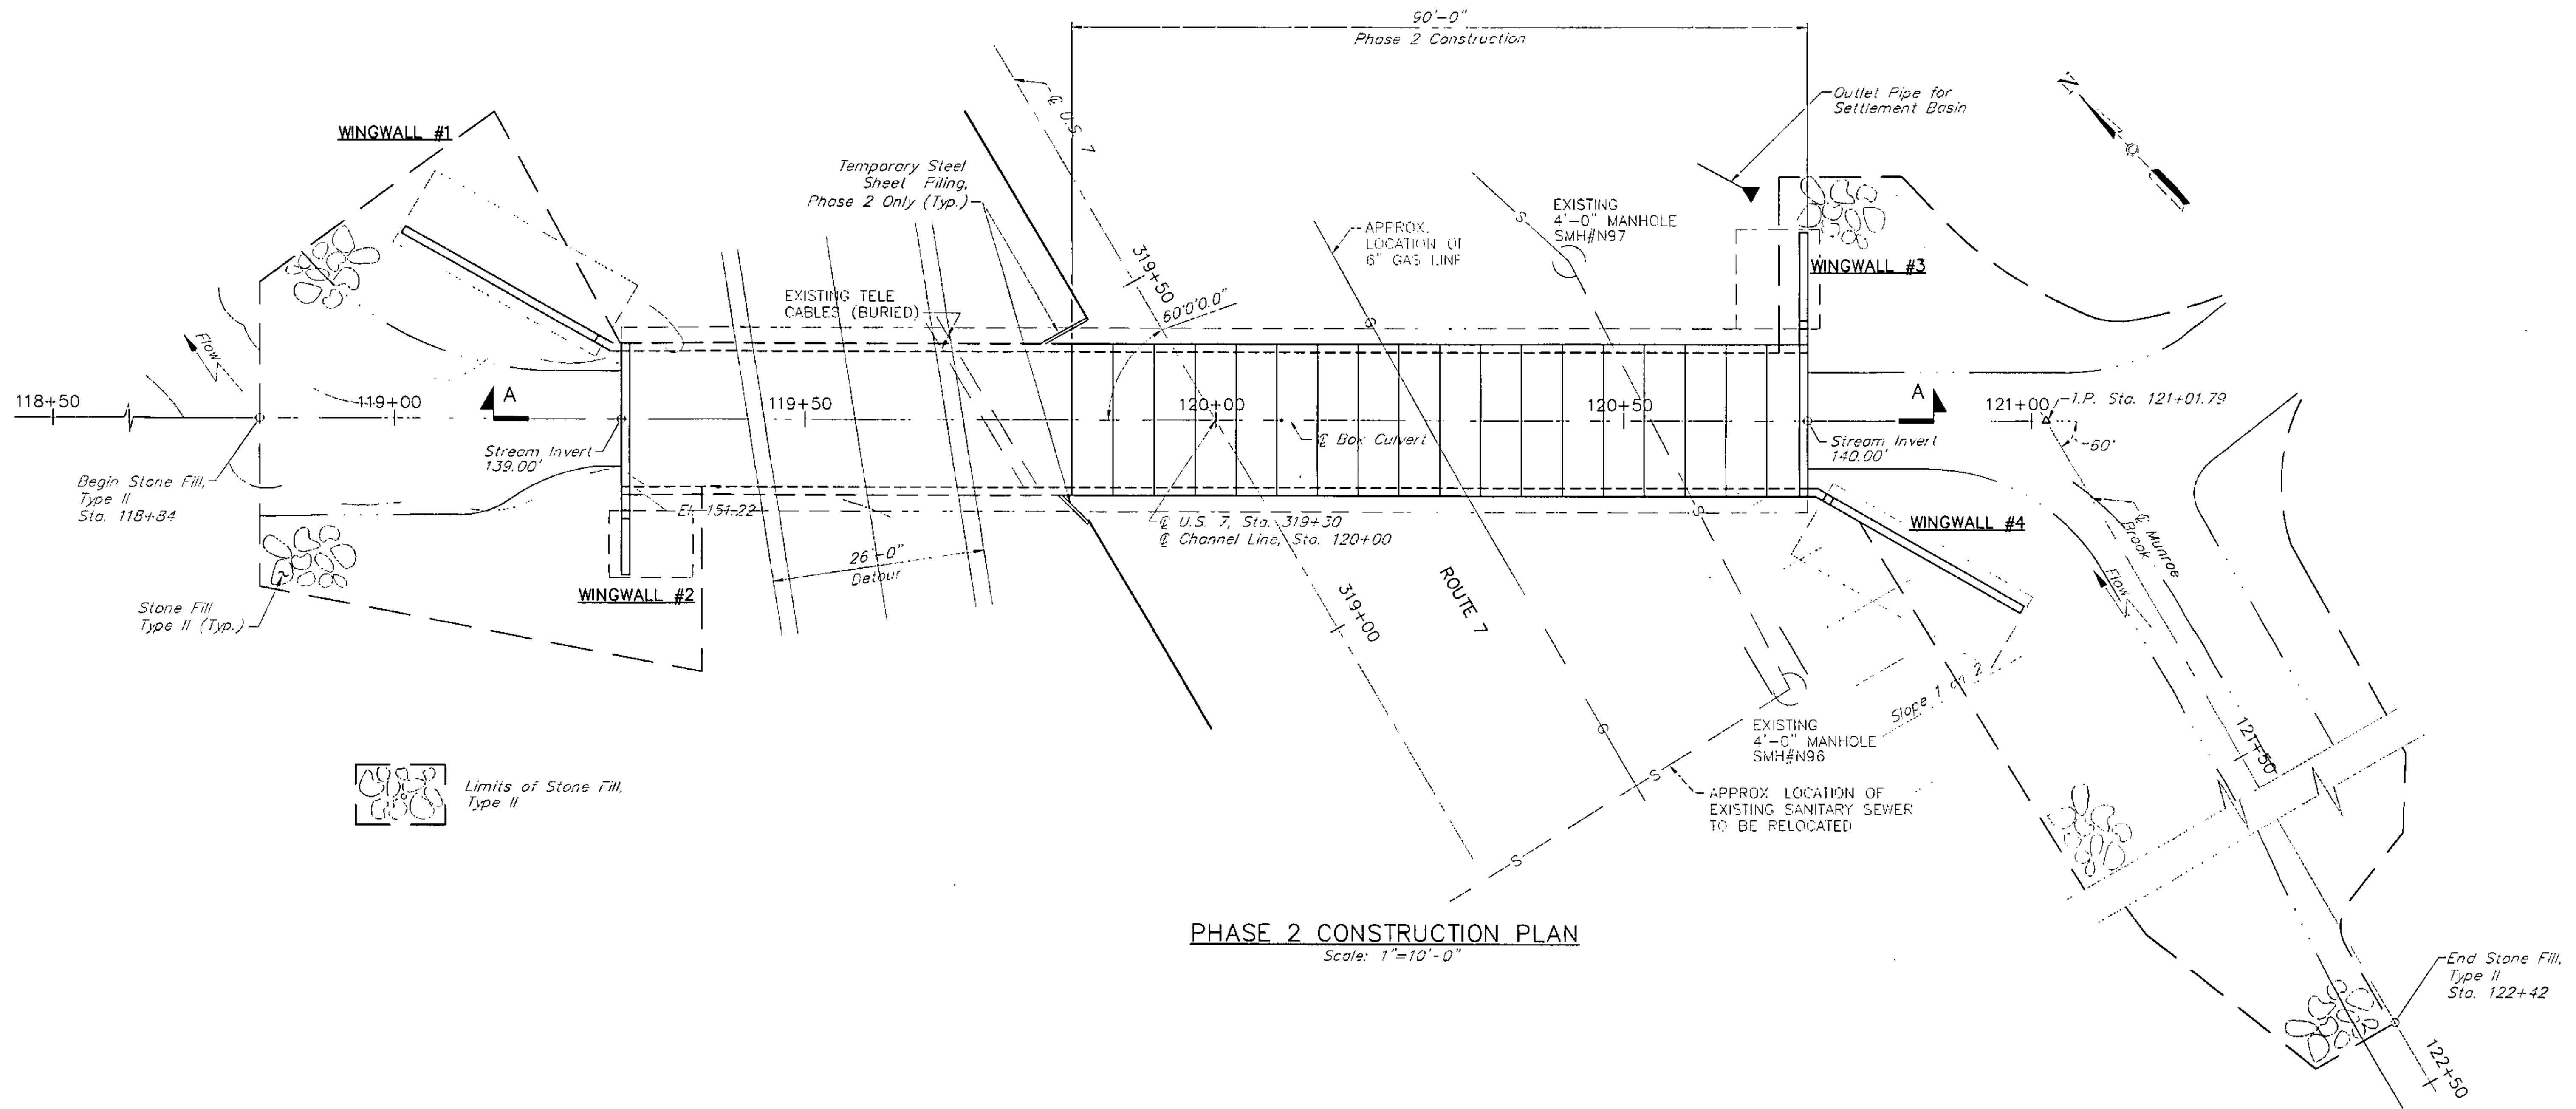 90'-0"
Phase 2 Construction
℄ U.S. 7
N
Outlet Pipe for
Settlement Basin
WINGWALL #1
Temporary Steel
Sheet Piling,
Phase 2 Only (Typ.)
EXISTING
4'-0" MANHOLE
SMH#N97
S
APPROX.
LOCATION OF
6" GAS LINE
319+50
60°0'0.0"
WINGWALL #3
EXISTING TELE
CABLES (BURIED)
G
Flow
118+50
119+00
A
119+50
120+00
120+50
A
121+00
I.P. Sta. 121+01.79
60°
℄ Box Culvert
Stream Invert
139.00'
Stream Invert
140.00'
Begin Stone Fill,
Type II
Sta. 118+84
El. 151.22
℄ U.S. 7, Sta. 319+30
℄ Channel Line, Sta. 120+00
S
WINGWALL #4
℄ Munroe
Brook
Flow
26'-0"
Detour
WINGWALL #2
Stone Fill
Type II (Typ.)
319+00
ROUTE 7
Slope 1 on 2
EXISTING
4'-0" MANHOLE
SMH#N96
G
121+50
S
Limits of Stone Fill,
Type II
APPROX. LOCATION OF
EXISTING SANITARY SEWER
TO BE RELOCATED
S
PHASE 2 CONSTRUCTION PLAN
Scale: 1"=10'-0"
End Stone Fill,
Type II
Sta. 122+42
122+50